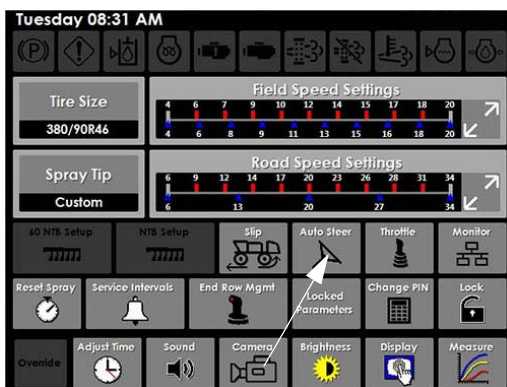 Tuesday 08:31 AM
Tire Size
380/90R46
Field Speed Settings
4 6 7 9 10 12 14 15 17 18 20
4 6 8 9 11 13 15 16 18 20
Spray Tip
Custom
Road Speed Settings
6 9 12 14 17 20 23 26 28 31 34
6 13 20 27 34
60 NTB Setup
NTB Setup
Slip
Auto Steer
Throttle
Monitor
Reset Spray
Service Intervals
End Row Mgmt
Locked
Parameters
Change PIN
Lock
Override
Adjust Time
Sound
Camera
Brightness
Display
Measure